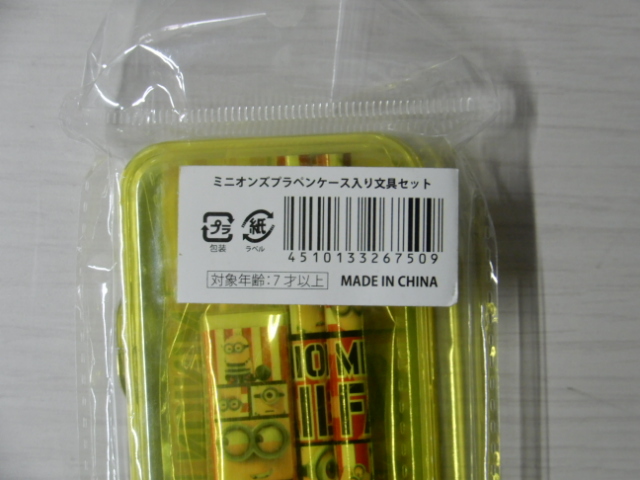 ミニオンズプラペンケース入り文具セット
プラ
包装
紙
ラベル
4510133267509
対象年齢:7才以上
MADE IN CHINA